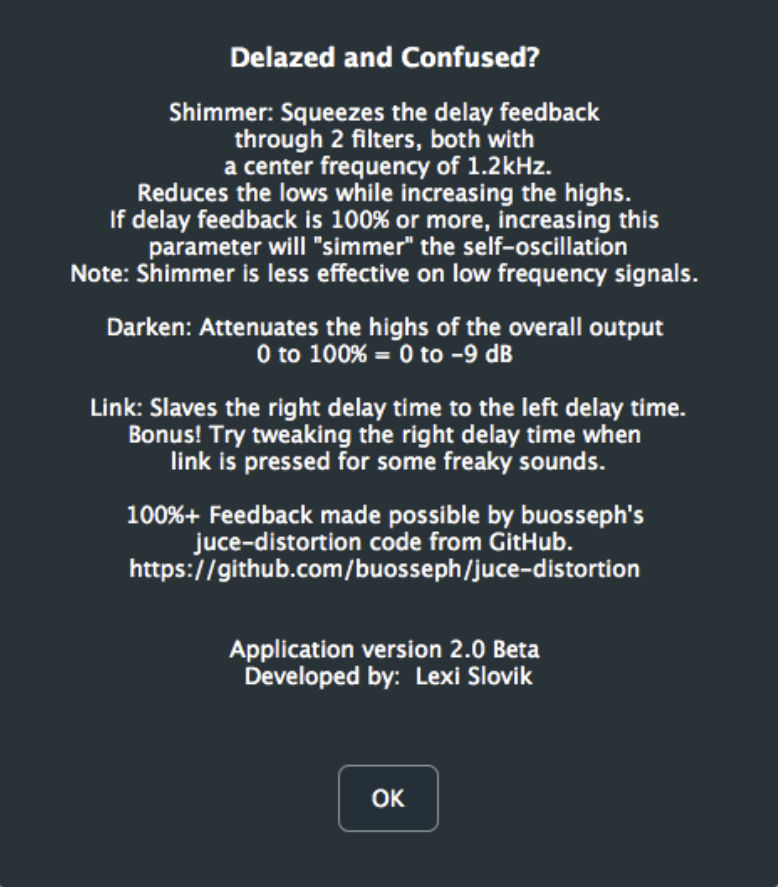 Delazed and Confused?
Shimmer: Squeezes the delay feedback
through 2 filters, both with
a center frequency of 1.2kHz.
Reduces the lows while increasing the highs.
If delay feedback is 100% or more, increasing this
parameter will "simmer" the self-oscillation
Note: Shimmer is less effective on low frequency signals.
Darken: Attenuates the highs of the overall output
0 to 100% = 0 to -9 dB
Link: Slaves the right delay time to the left delay time.
Bonus! Try tweaking the right delay time when
link is pressed for some freaky sounds.
100%+ Feedback made possible by buosseph's
juce-distortion code from GitHub.
https://github.com/buosseph/juce-distortion
Application version 2.0 Beta
Developed by:  Lexi Slovik
OK